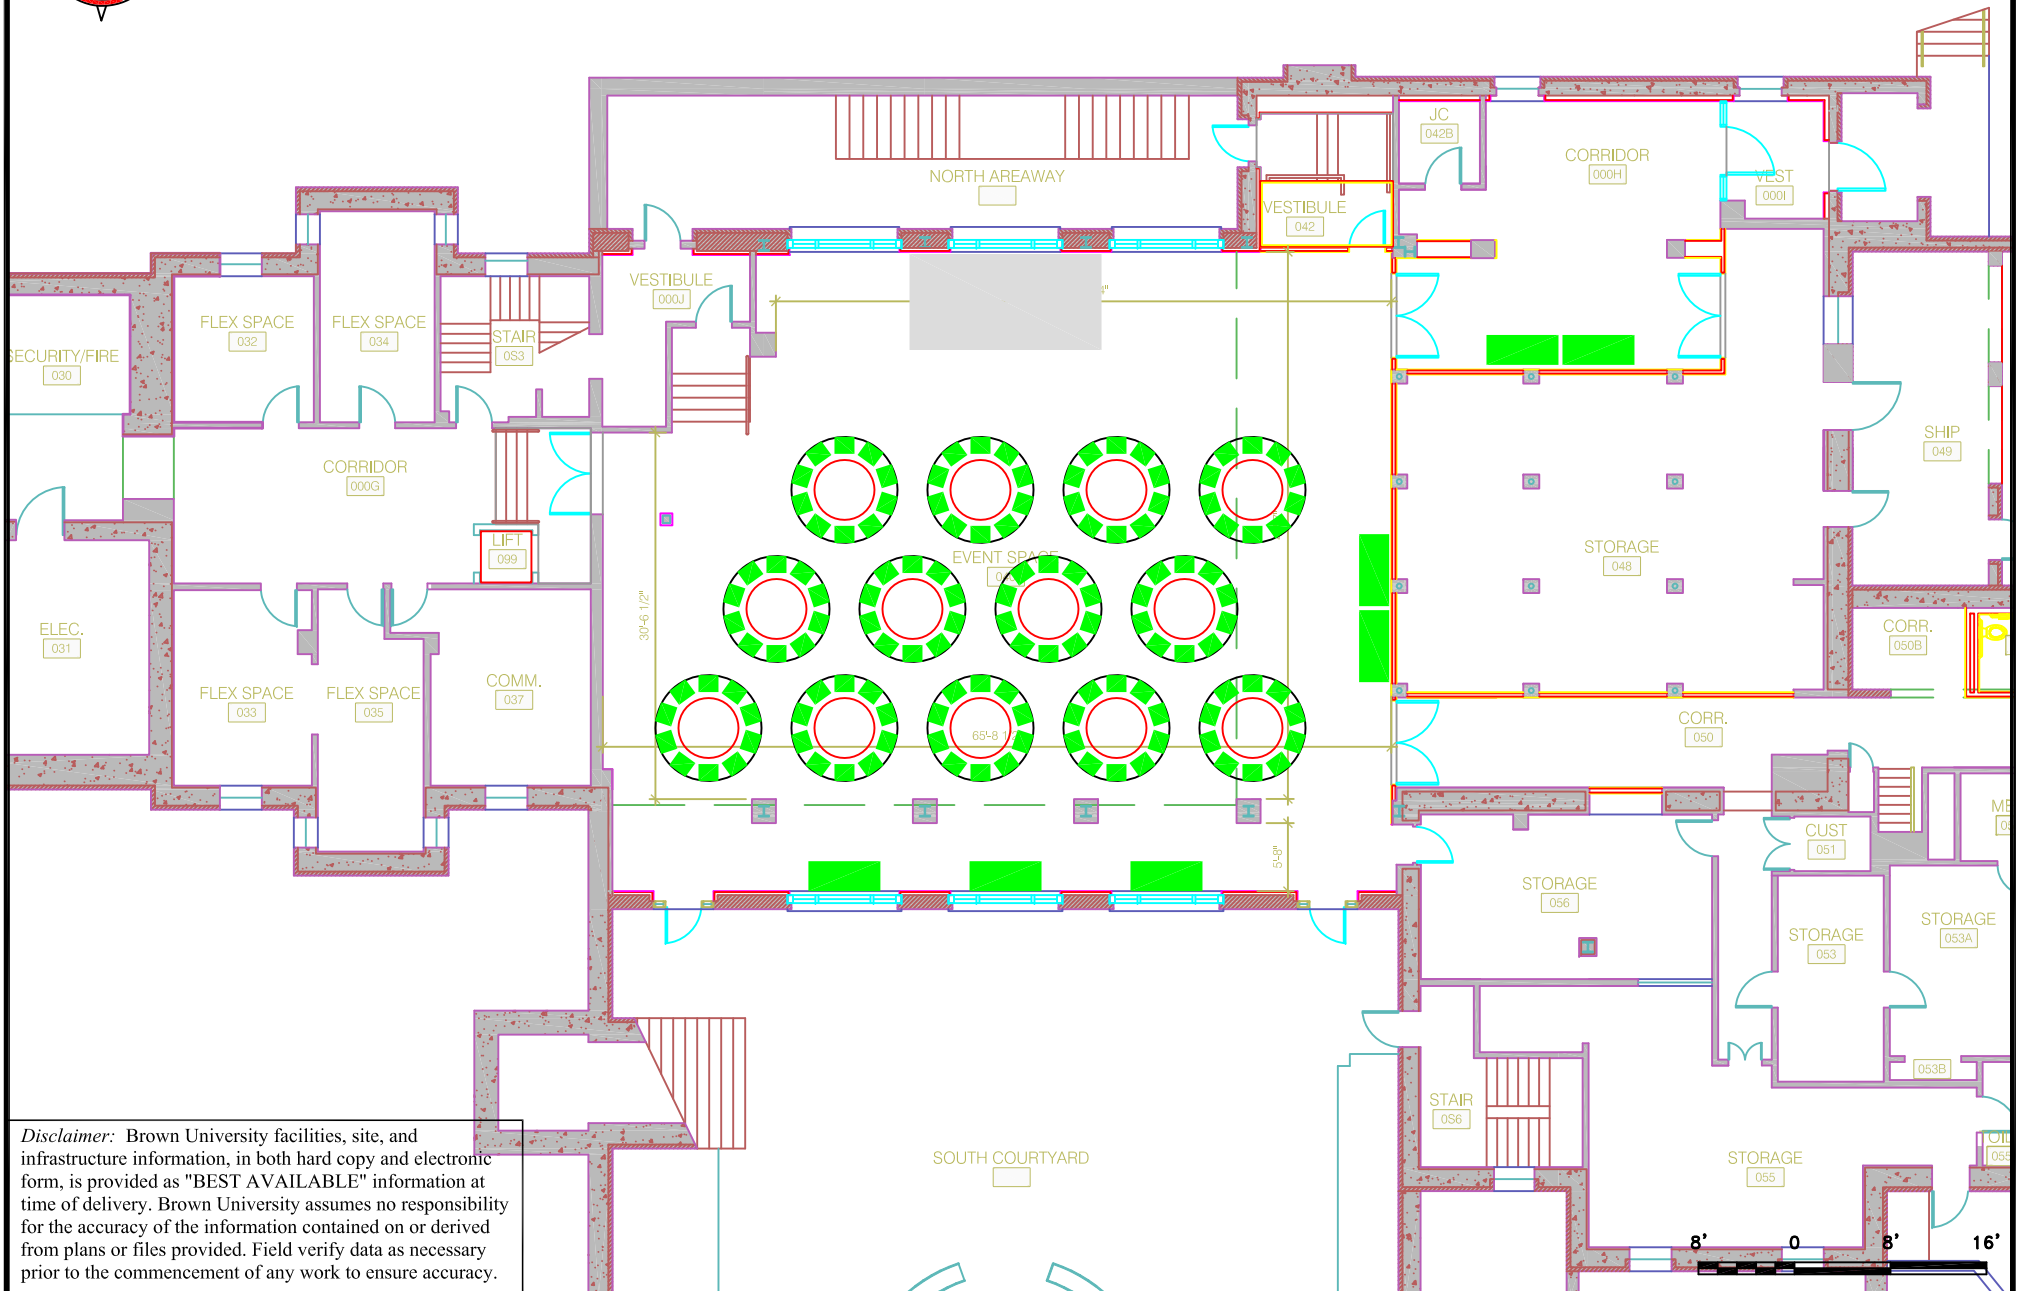 JC
042B
CORRIDOR
000H
NORTH AREAWAY
VEST
000I
VESTIBULE
042
VESTIBULE
000J
FLEX SPACE
032
FLEX SPACE
034
STAIR
0S3
SECURITY/FIRE
030
SHIP
049
CORRIDOR
000G
LIFT
099
EVENT SPACE
STORAGE
048
30'-6 1/2"
ELEC.
031
CORR.
050B
FLEX SPACE
033
FLEX SPACE
035
COMM.
037
CORR.
050
65'-8 1/2
CUST
051
5'-8"
STORAGE
056
STORAGE
053
STORAGE
053A
053B
STAIR
0S6
SOUTH COURTYARD
STORAGE
055
Disclaimer: Brown University facilities, site, and
infrastructure information, in both hard copy and electronic
form, is provided as "BEST AVAILABLE" information at
time of delivery. Brown University assumes no responsibility
for the accuracy of the information contained on or derived
from plans or files provided. Field verify data as necessary
prior to the commencement of any work to ensure accuracy.
8' 0 8' 16'